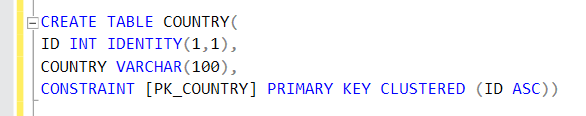 CREATE TABLE COUNTRY(
ID INT IDENTITY(1,1),
COUNTRY VARCHAR(100),
CONSTRAINT [PK_COUNTRY] PRIMARY KEY CLUSTERED (ID ASC))